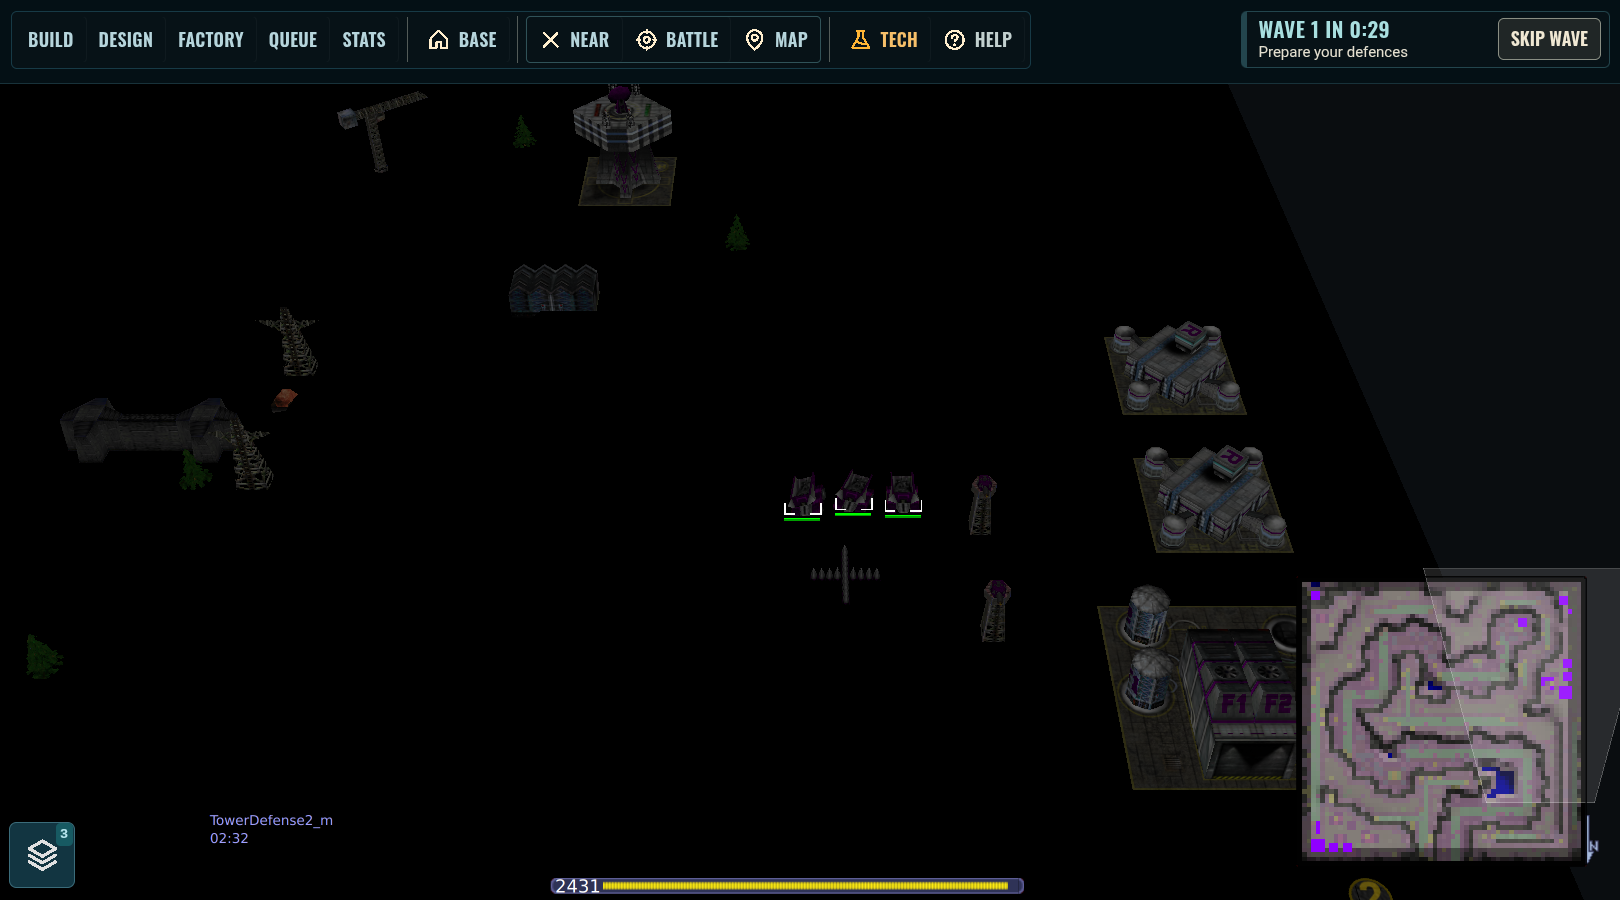 BUILD DESIGN FACTORY QUEUE STATS BASE NEAR BATTLE MAP TECH HELP
WAVE 1 IN 0:29
Prepare your defences
SKIP WAVE
R
R
F1 F2
TowerDefense2_m
02:32
3
2431
N
2